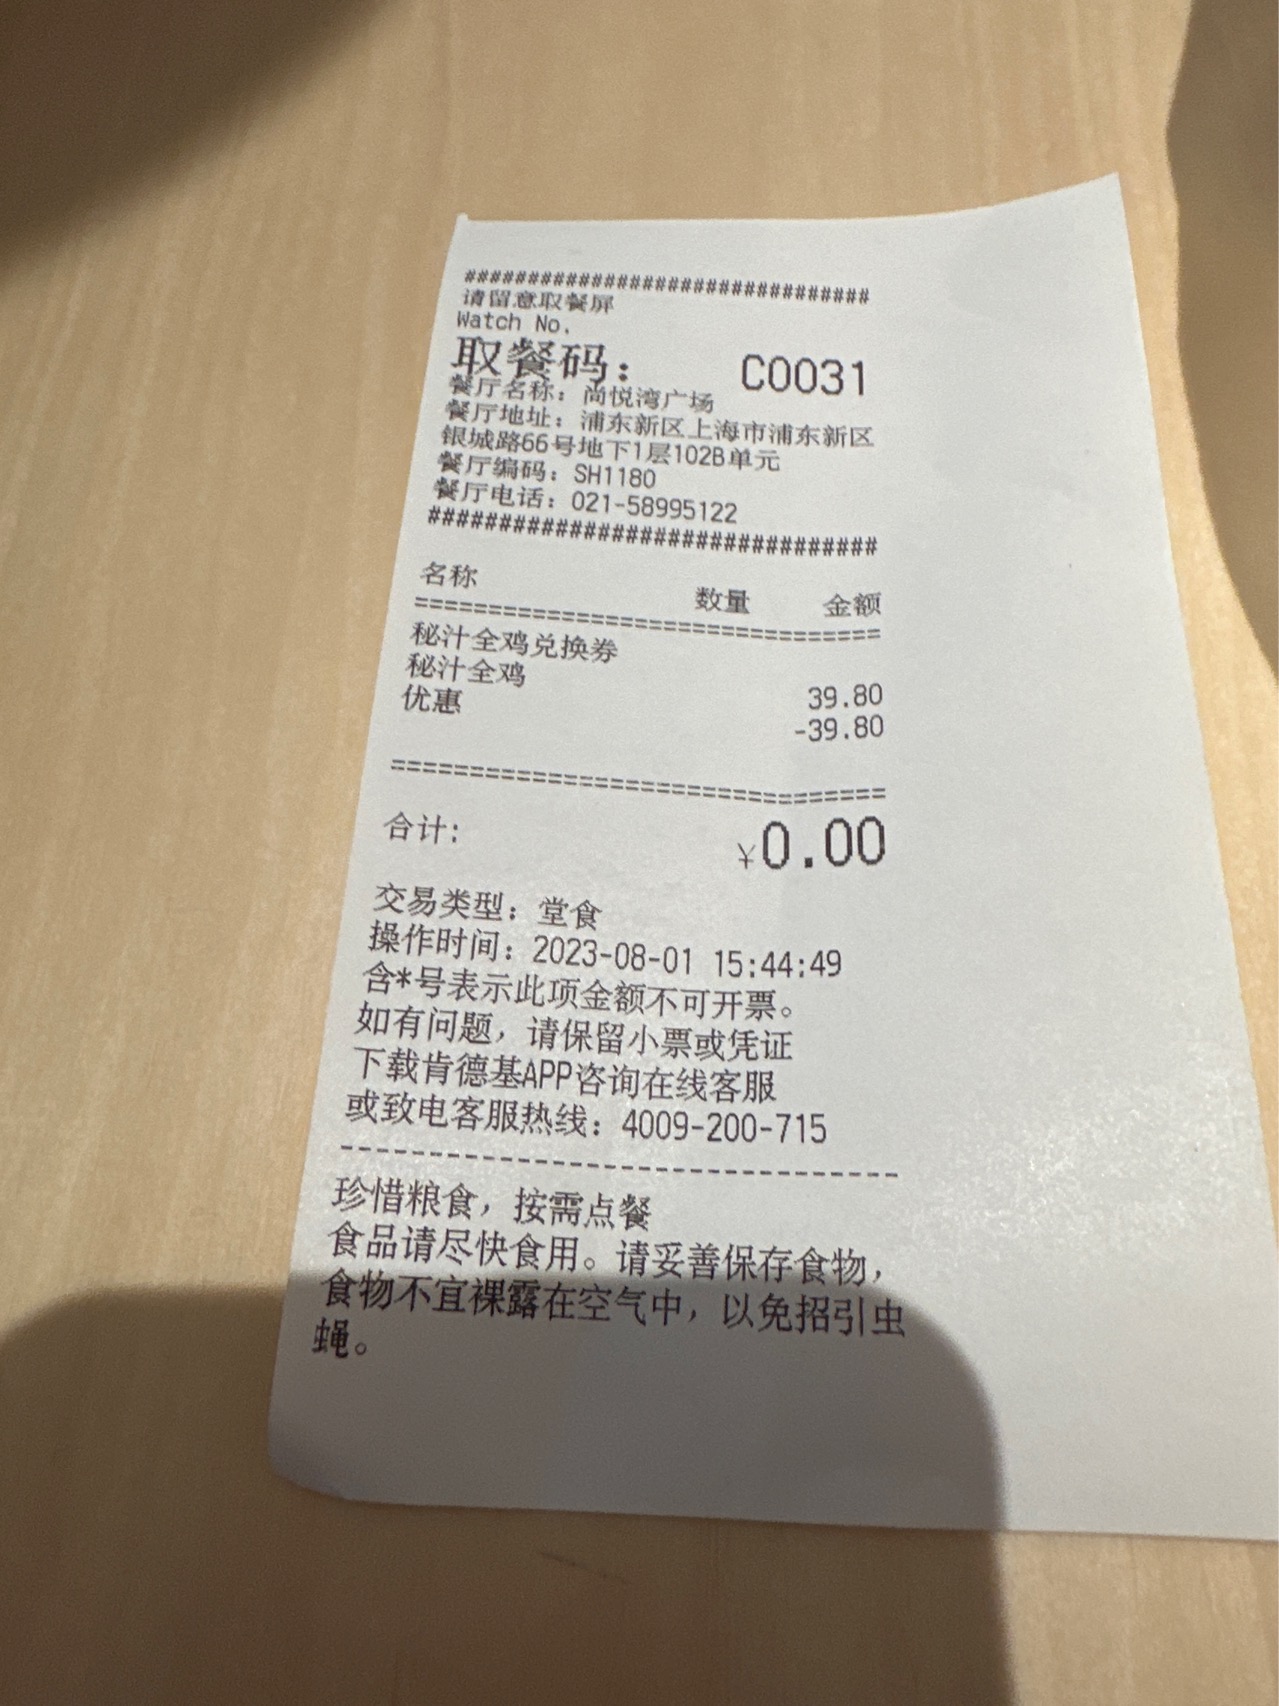 #################################
请留意取餐屏
Watch No.
取餐码： C0031
餐厅名称：尚悦湾广场
餐厅地址：浦东新区上海市浦东新区
银城路66号地下1层102B单元
餐厅编码：SH1180
餐厅电话：021-58995122
################################
名称 数量 金额
======================================
秘汁全鸡兑换券
秘汁全鸡 39.80
优惠 -39.80
======================================
合计: ¥0.00
交易类型：堂食
操作时间：2023-08-01 15:44:49
含*号表示此项金额不可开票。
如有问题，请保留小票或凭证
下载肯德基APP咨询在线客服
或致电客服热线：4009-200-715
--------------------------------
珍惜粮食，按需点餐
食品请尽快食用。请妥善保存食物，
食物不宜裸露在空气中，以免招引虫
蝇。